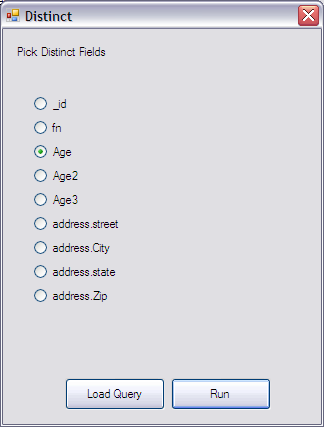 Distinct
Pick Distinct Fields
_id
fn
Age
Age2
Age3
address.street
address.City
address.state
address.Zip
Load Query
Run